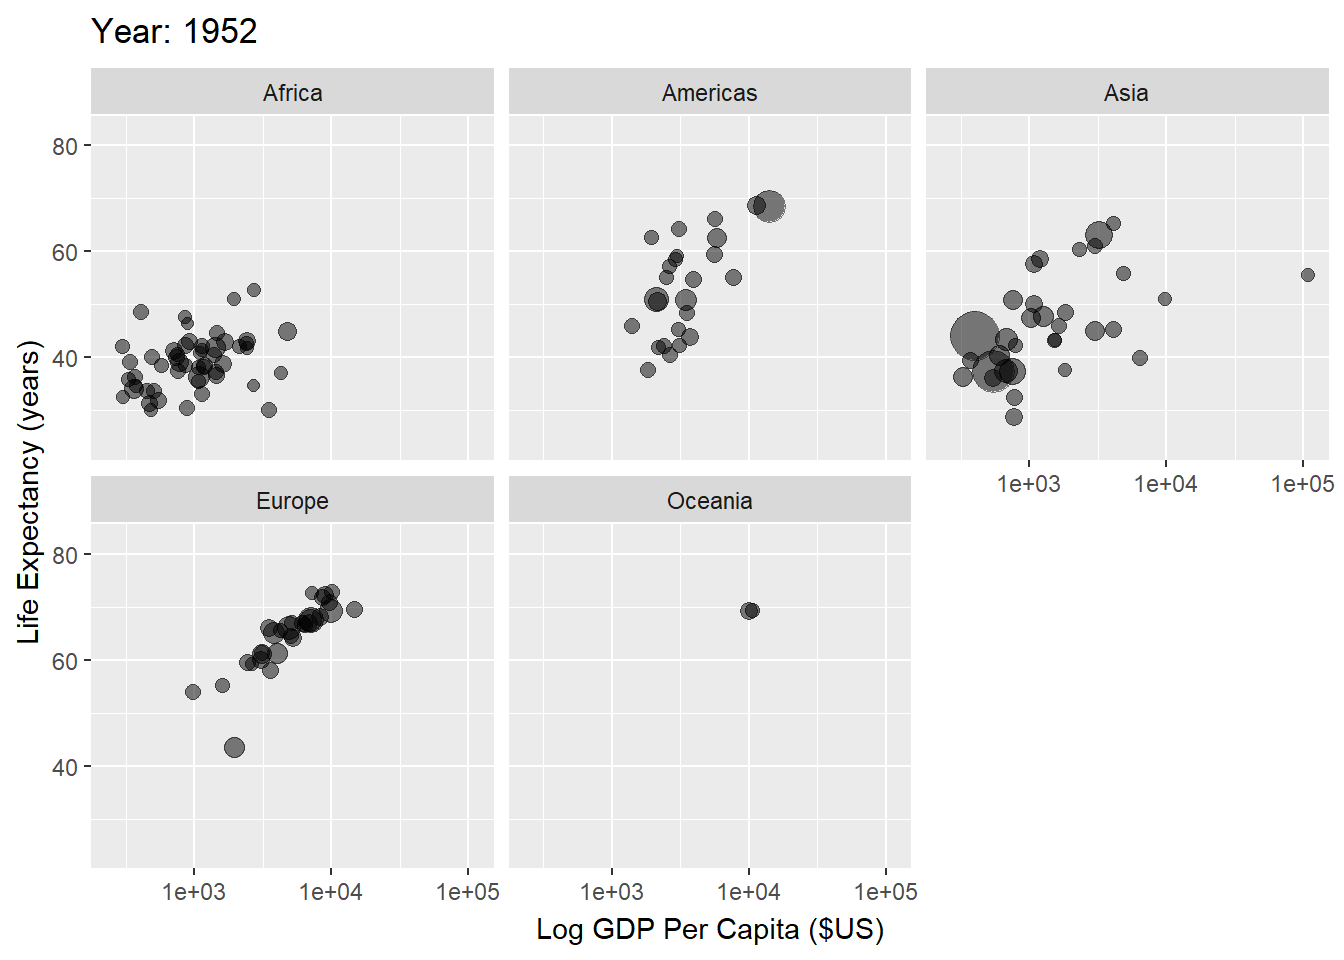 Year: 1952
Africa
Americas
Asia
80
60
40
1e+03 1e+04 1e+05
Europe
Oceania
80
60
40
1e+03 1e+04 1e+05
1e+03 1e+04 1e+05
Life Expectancy (years)
Log GDP Per Capita ($US)